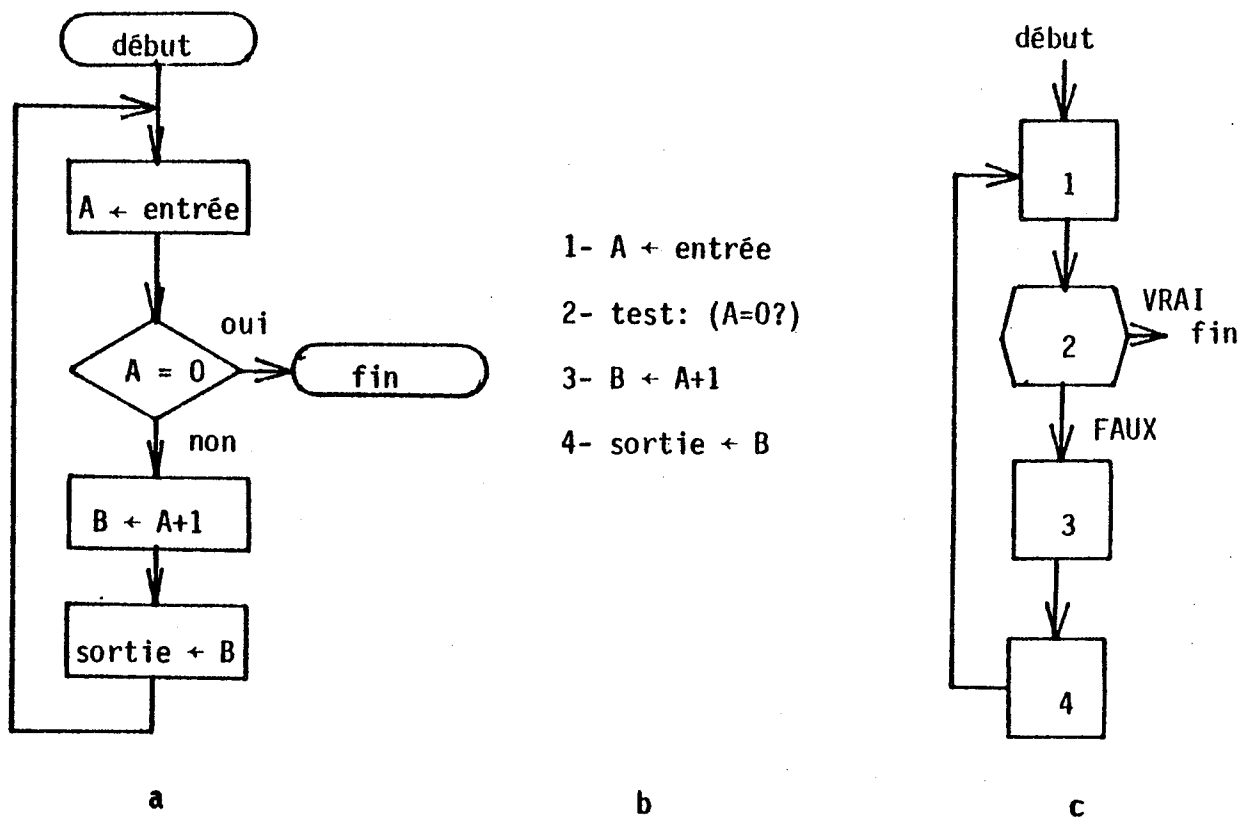 début
A ← entrée
oui
A = 0
fin
non
B ← A+1
sortie ← B
a
1- A ← entrée
2- test: (A=0?)
3- B ← A+1
4- sortie ← B
b
début
1
VRAI
fin
2
FAUX
3
4
c